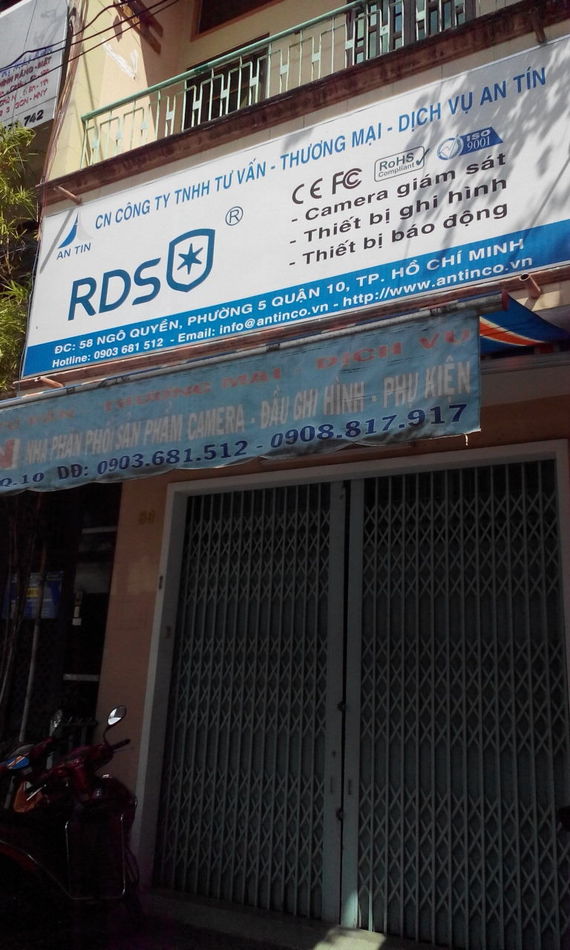 CN CÔNG TY TNHH TƯ VẤN - THƯƠNG MẠI - DỊCH VỤ AN TÍN
AN TIN
RDS ®
CE FC RoHS Compliant ISO 9001
- Camera giám sát
- Thiết bị ghi hình
- Thiết bị báo động
ĐC: 58 NGÔ QUYỀN, PHƯỜNG 5 QUẬN 10, TP. HỒ CHÍ MINH
Hotline: 0903 681 512 - Email: info@antinco.vn - http://www.antinco.vn
THƯƠNG MẠI DỊCH VỤ
NHÀ PHÂN PHỐI SẢN PHẨM CAMERA - ĐẦU GHI HÌNH - PHỤ KIỆN
Q.10 DĐ: 0903.681.512 - 0908.817.917
742